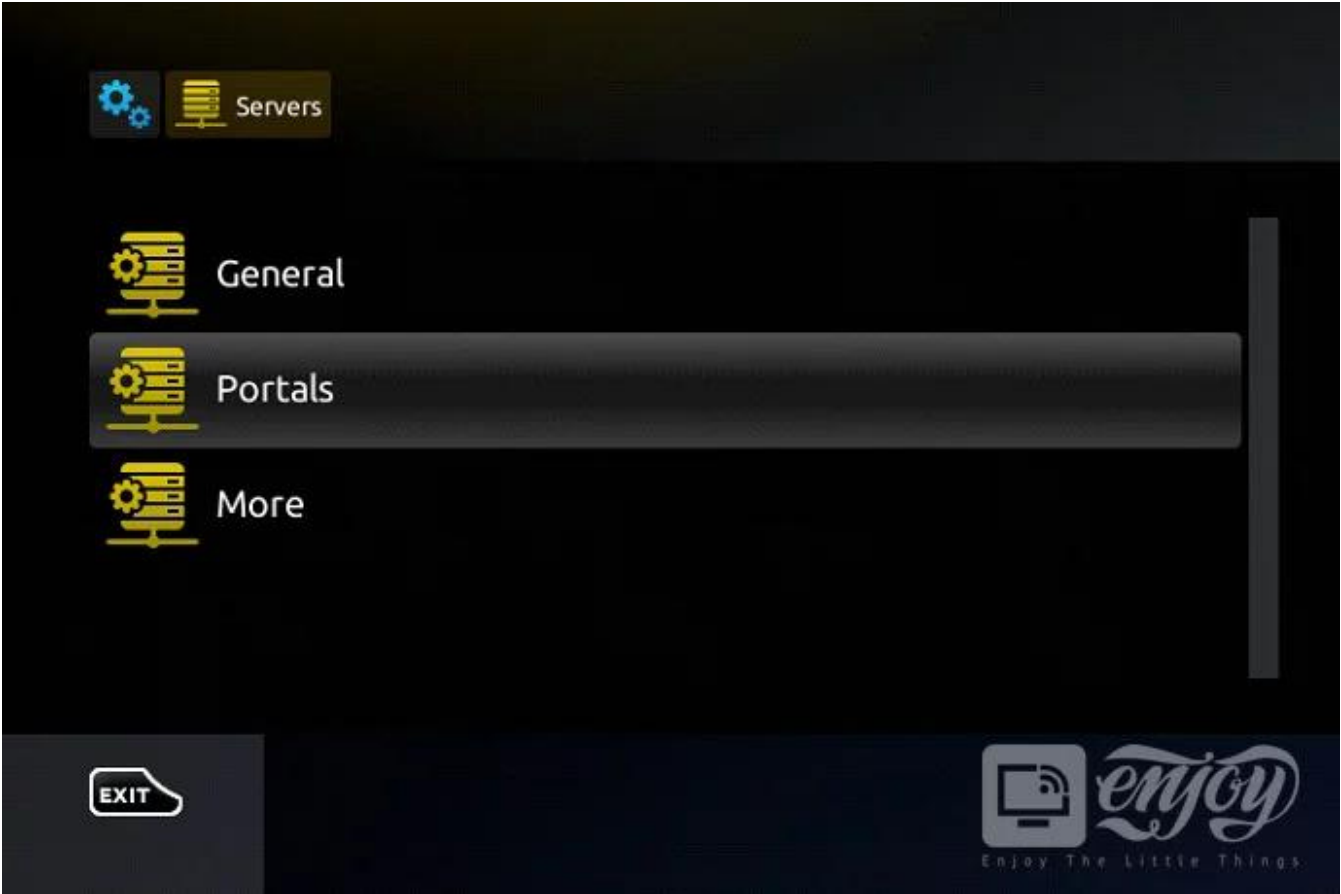 Servers
General
Portals
More
EXIT
enjoy
Enjoy The Little Things